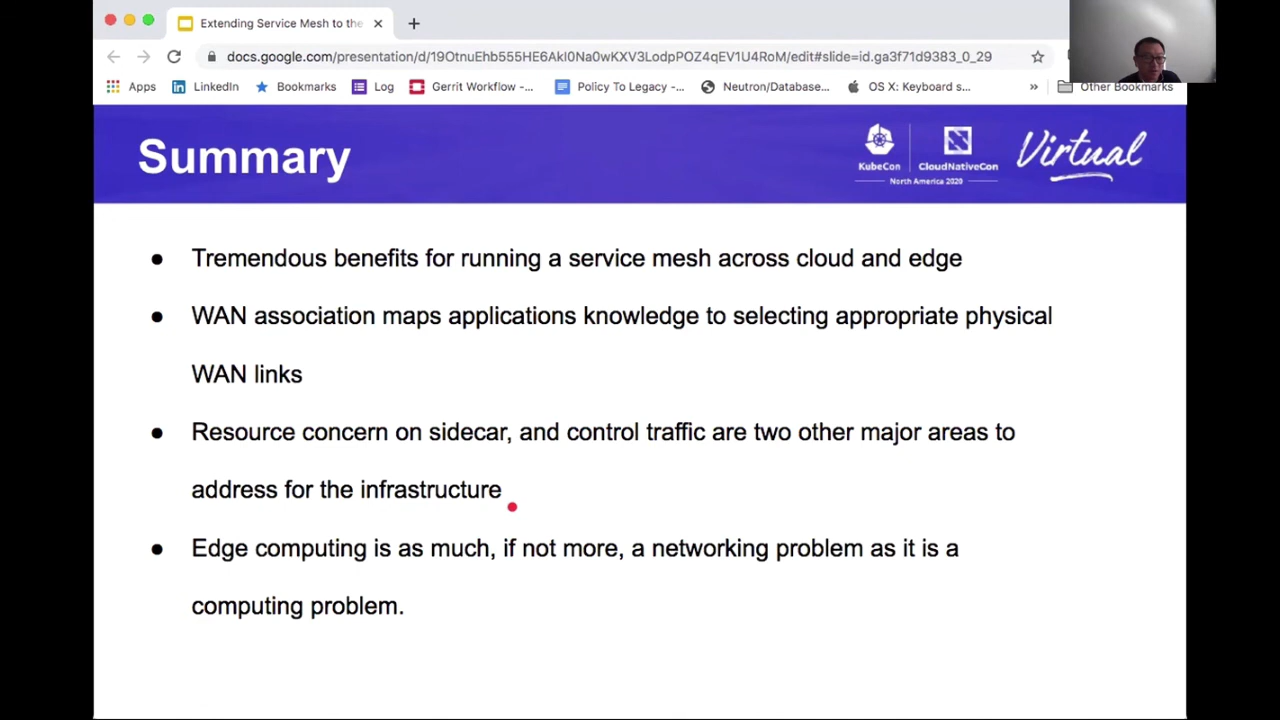 Extending Service Mesh to the
docs.google.com/presentation/d/19OtnuEhb555HE6AkI0Na0wKXV3LodpPOZ4qEV1U4RoM/edit#slide=id.ga3f71d9383_0_29
Apps LinkedIn Bookmarks Log Gerrit Workflow -... Policy To Legacy -... Neutron/Database... OS X: Keyboard s... » Other Bookmarks
Summary
KubeCon CloudNativeCon Virtual
North America 2020
● Tremendous benefits for running a service mesh across cloud and edge
● WAN association maps applications knowledge to selecting appropriate physical
WAN links
● Resource concern on sidecar, and control traffic are two other major areas to
address for the infrastructure
● Edge computing is as much, if not more, a networking problem as it is a
computing problem.